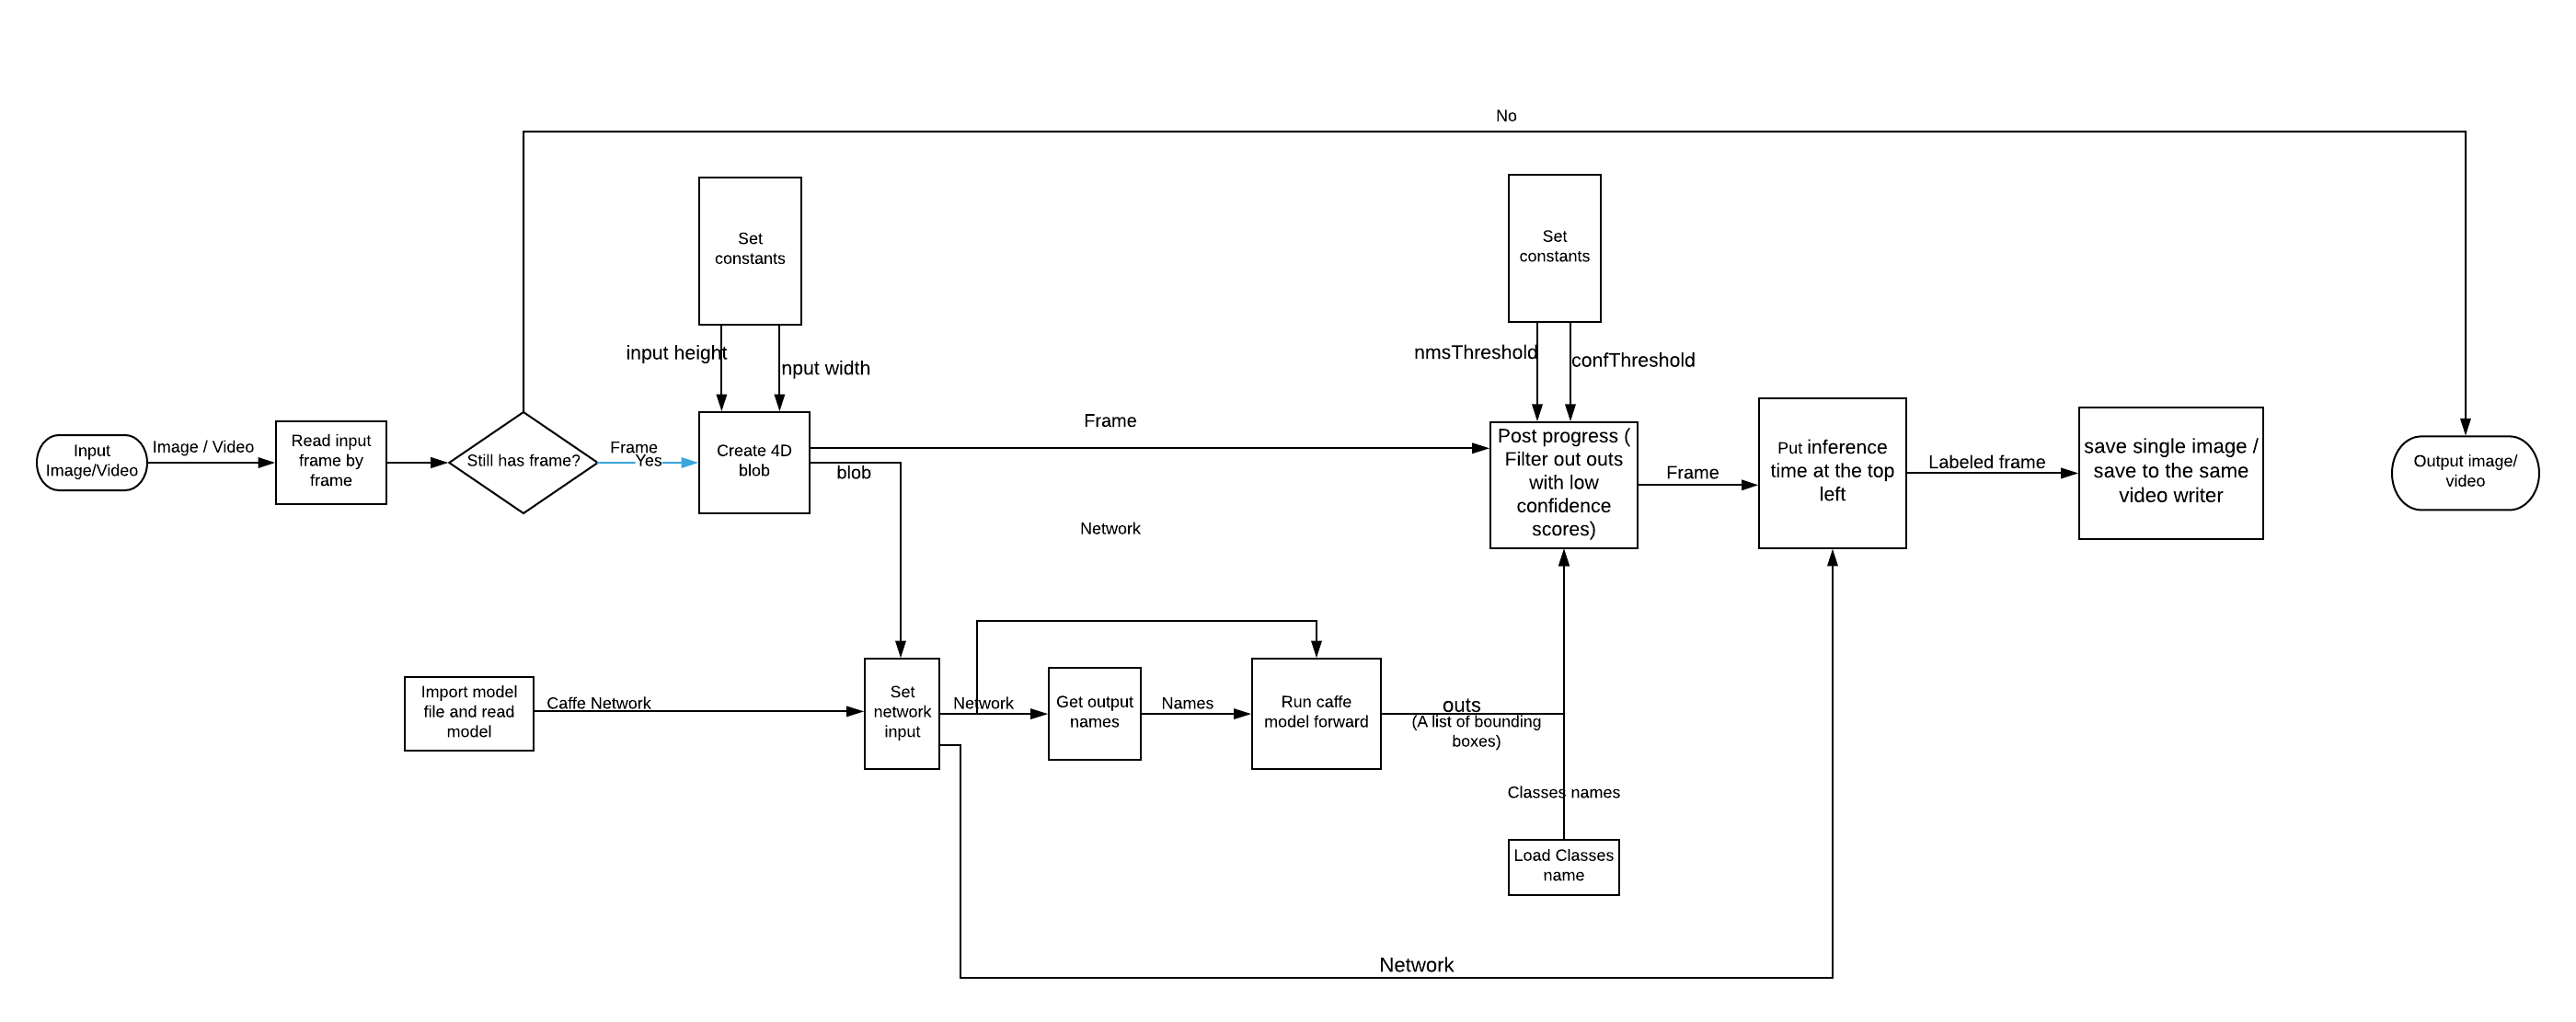 No
Set
constants
Set
constants
input height
nput width
nmsThreshold
confThreshold
Input
Image/Video
Image / Video
Read input
frame by
frame
Still has frame?
Frame
Yes
Create 4D
blob
Frame
blob
Network
Post progress (
Filter out outs
with low
confidence
scores)
Frame
Put inference
time at the top
left
Labeled frame
save single image /
save to the same
video writer
Output image/
video
Import model
file and read
model
Caffe Network
Set
network
input
Network
Get output
names
Names
Run caffe
model forward
outs
(A list of bounding
boxes)
Classes names
Load Classes
name
Network